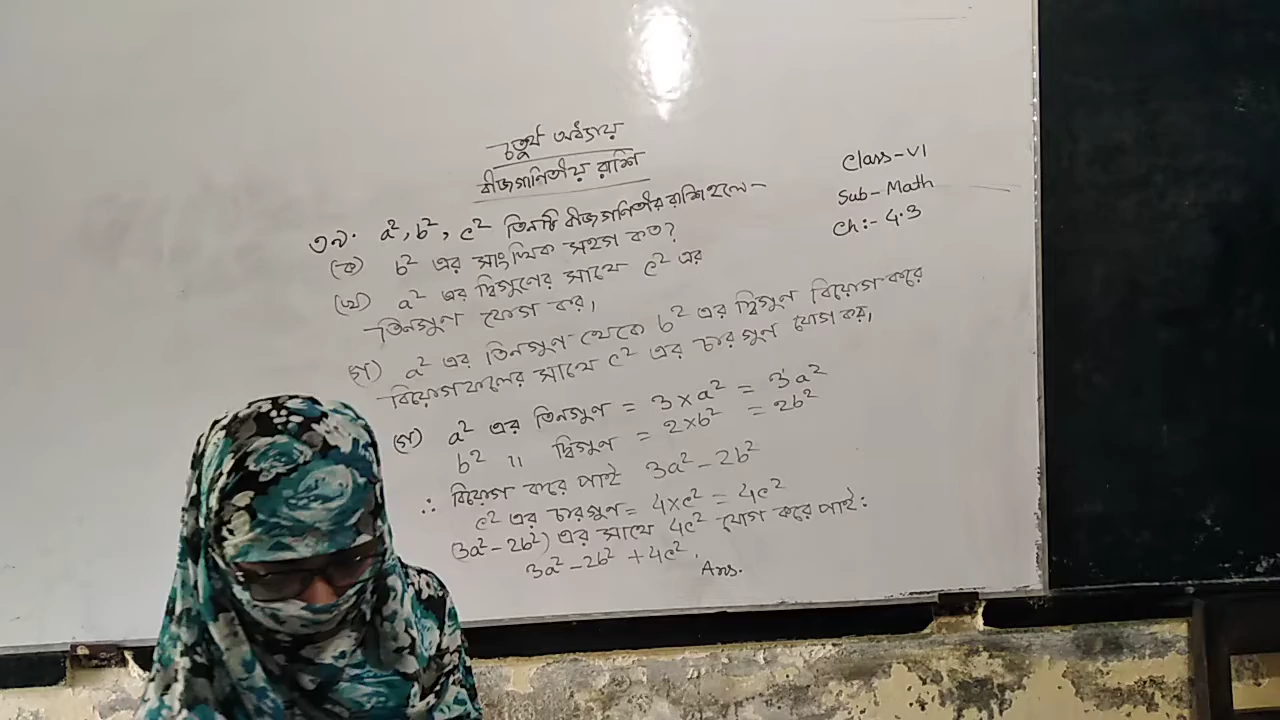 চতুর্থ অধ্যায়
বীজগাণিতীয় রাশি
Class-VI
Sub-Math
Ch:- 4.3
৩৯. a², b², c² তিনটি বীজগণিতীয় রাশি হলে-
(ক) b² এর সাংখ্যিক সহগ কত?
(খ) a² এর দ্বিগুনের সাথে c² এর
তিনগুণ যোগ কর।
(গ) a² এর তিনগুণ থেকে b² এর দ্বিগুন বিয়োগ করে
বিয়োগফলের সাথে c² এর চার গুন যোগ কর।
(গ) a² এর তিনগুন = 3×a² = 3a²
b² ,, দ্বিগুন = 2×b² = 2b²
∴ বিয়োগ করে পাই 3a² - 2b²
c² এর চারগুন = 4×c² = 4c²
(3a²-2b²) এর সাথে 4c² যোগ করে পাই:
3a² - 2b² + 4c².
Ans.